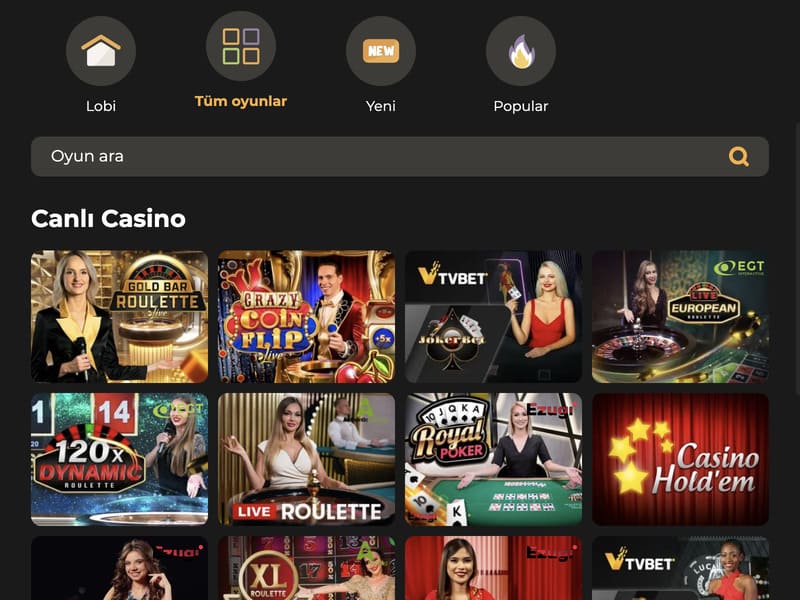 NEW
Lobi
Tüm oyunlar
Yeni
Popular
Oyun ara
Canlı Casino
GOLD BAR
ROULETTE
Live
CRAZY
COIN
FLIP
Live
+5x
TVBET
JokerBet
EGT
INTERACTIVE
LIVE
EUROPEAN
ROULETTE
1
14
EGT
120x
DYNAMIC
ROULETTE
LIVE ROULETTE
10 J Q K A
Royal
POKER
Ezugi
K
Casino
Hold'em
Ezugi
XL
ROULETTE
Ezugi
TVBET